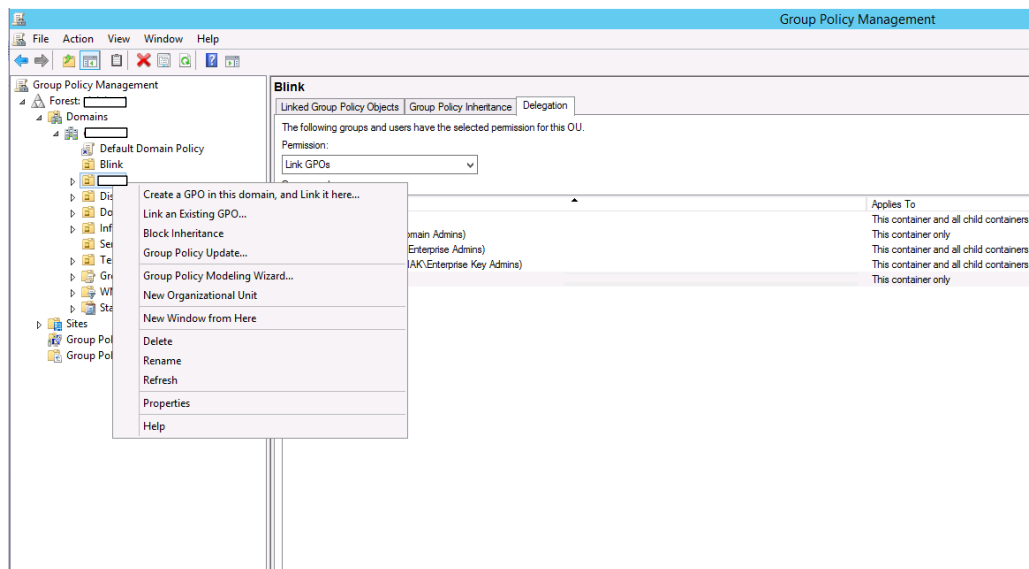 Group Policy Management
File Action View Window Help
Group Policy Management
Forest:
Domains
Default Domain Policy
Blink
Dis
Do
Inf
Ser
Te
Gr
WM
Sta
Sites
Group Pol
Group Pol
Create a GPO in this domain, and Link it here...
Link an Existing GPO...
Block Inheritance
Group Policy Update...
Group Policy Modeling Wizard...
New Organizational Unit
New Window from Here
Delete
Rename
Refresh
Properties
Help
Blink
Linked Group Policy Objects Group Policy Inheritance Delegation
The following groups and users have the selected permission for this OU.
Permission:
Link GPOs
Applies To
This container and all child containers
omain Admins) This container only
Enterprise Admins) This container and all child containers
IAK\Enterprise Key Admins) This container and all child containers
This container only